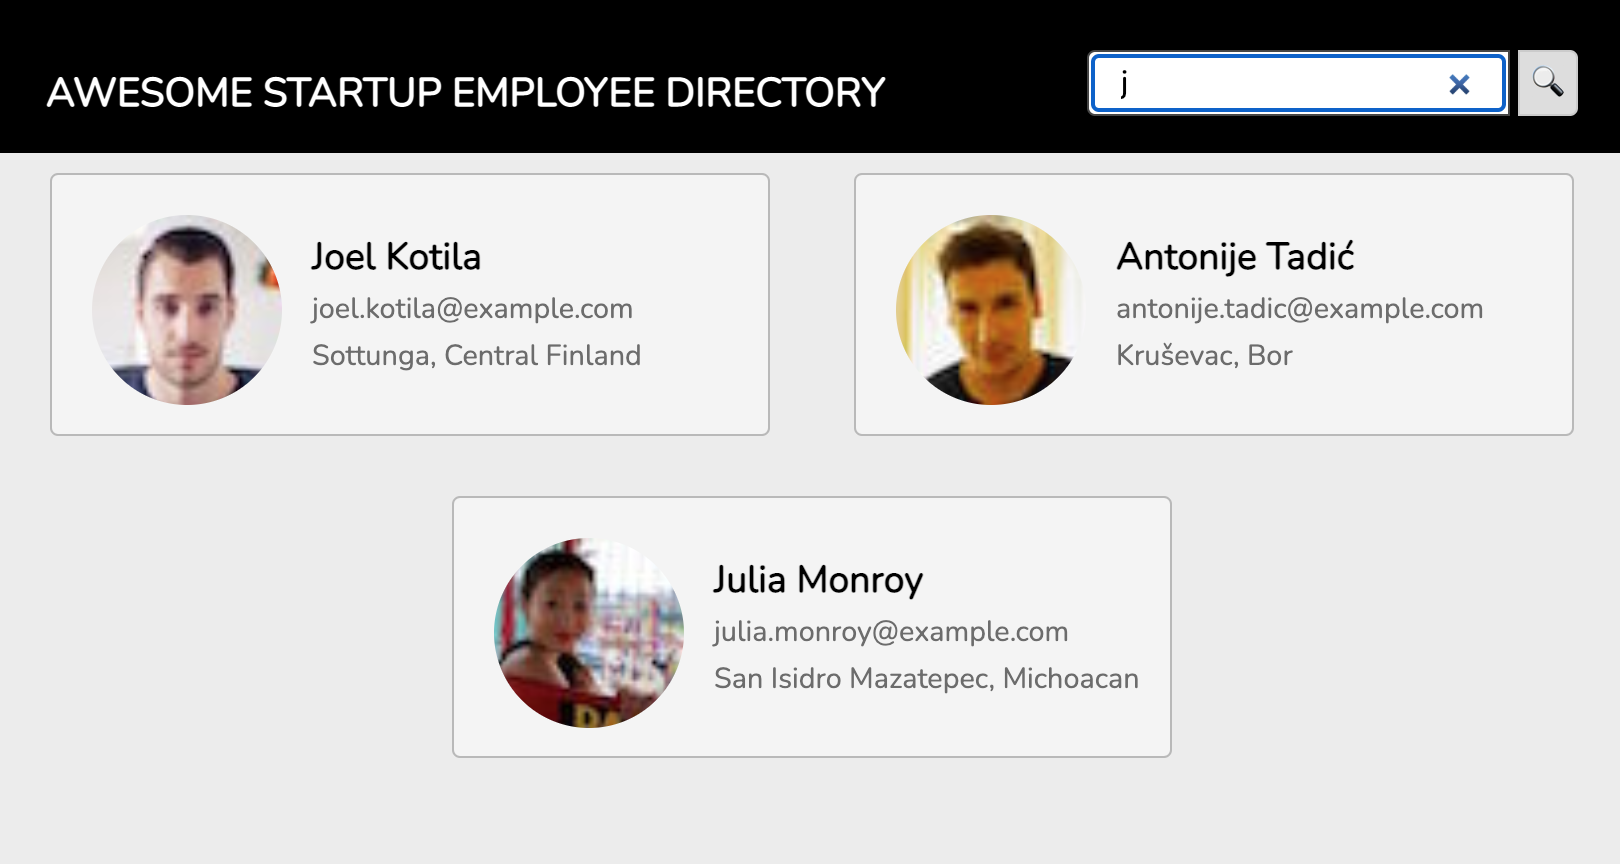 AWESOME STARTUP EMPLOYEE DIRECTORY
j
Joel Kotila
joel.kotila@example.com
Sottunga, Central Finland
Antonije Tadić
antonije.tadic@example.com
Kruševac, Bor
Julia Monroy
julia.monroy@example.com
San Isidro Mazatepec, Michoacan